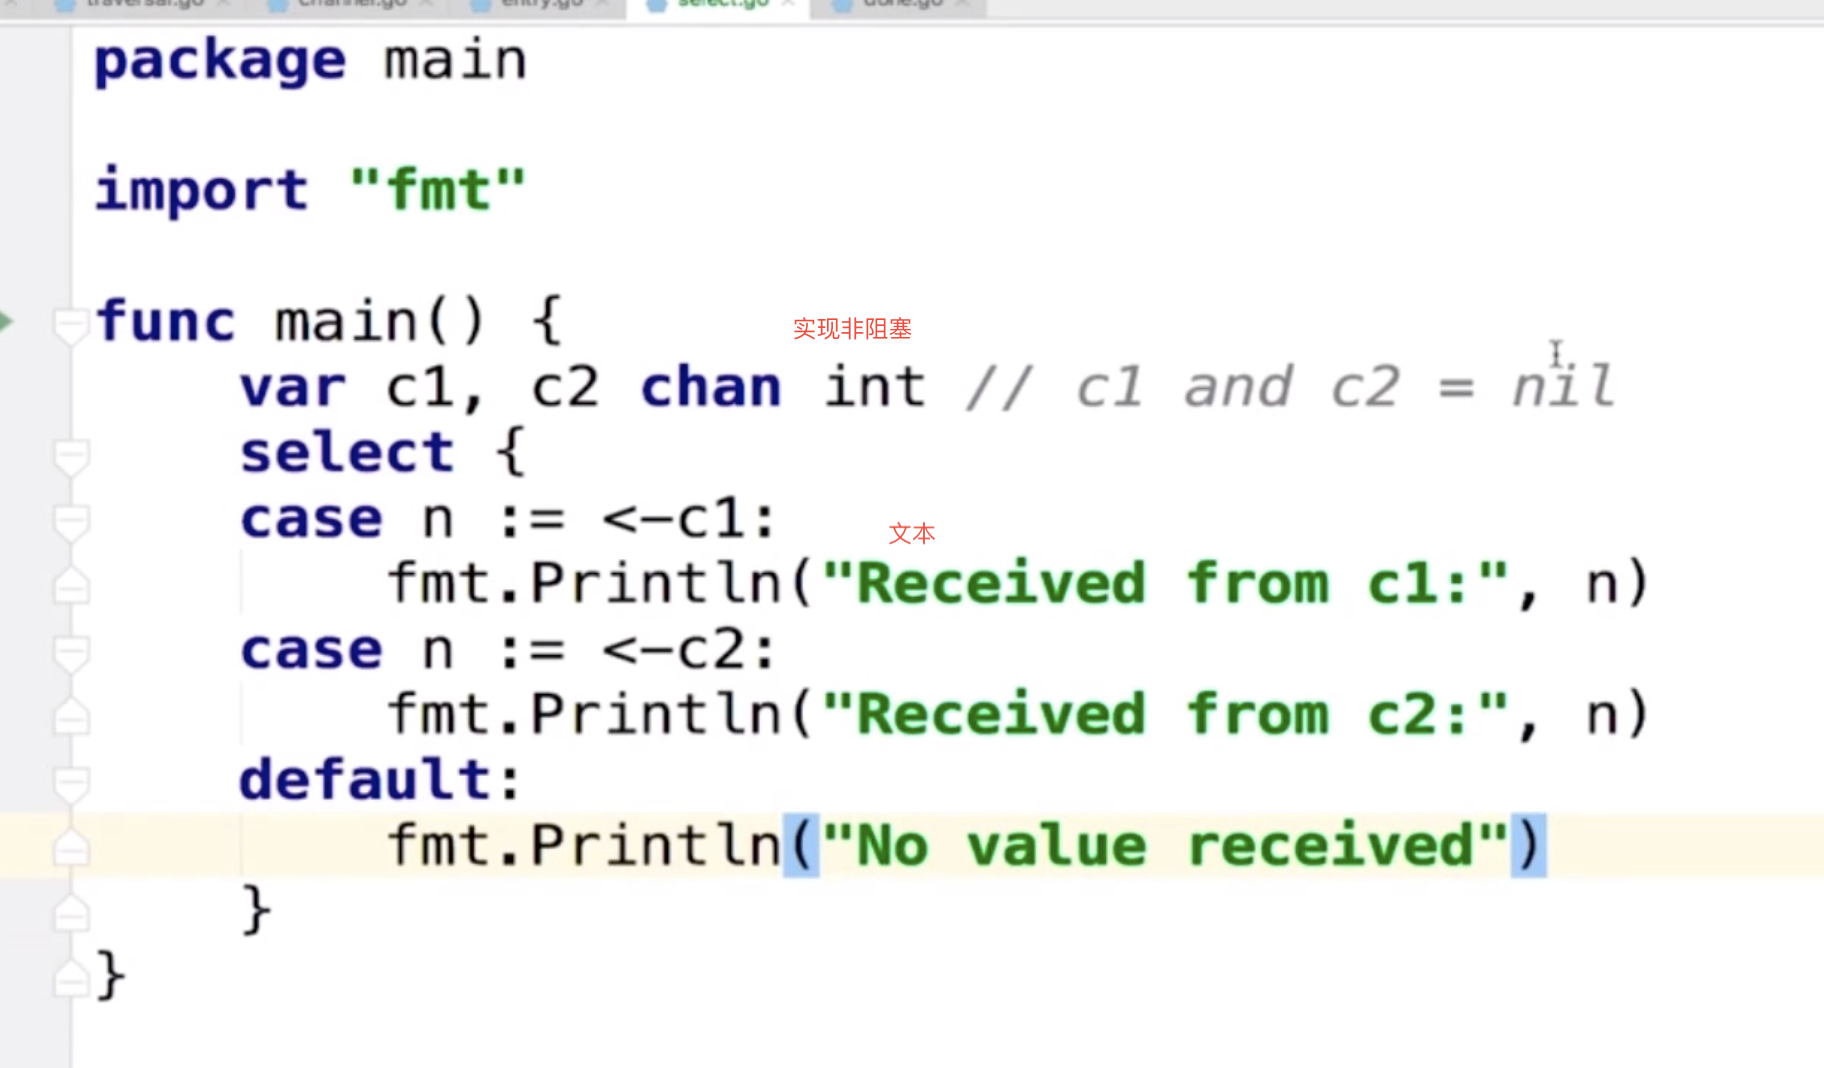 traversal.go channel.go entry.go select.go done.go
package main
import "fmt"
func main() {
实现非阻塞
var c1, c2 chan int // c1 and c2 = nil
select {
case n := <-c1:
文本
fmt.Println("Received from c1:", n)
case n := <-c2:
fmt.Println("Received from c2:", n)
default:
fmt.Println("No value received")
}
}